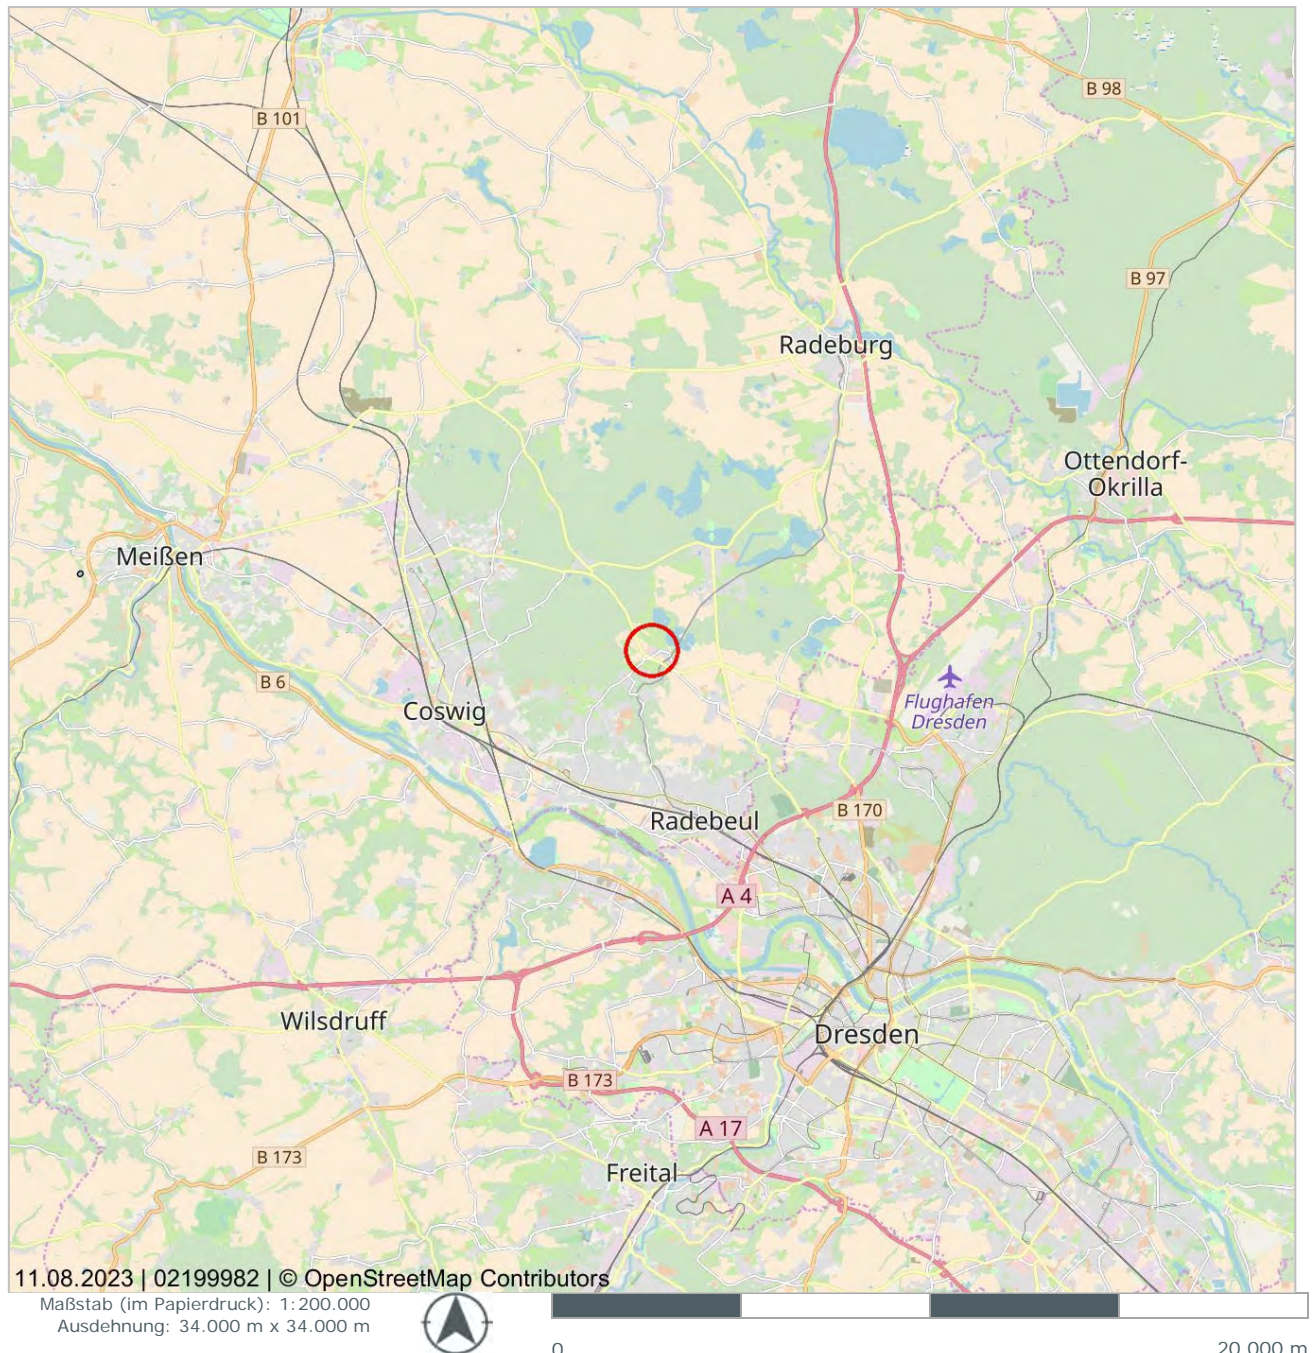 B 98
B 101
B 97
Radeburg
Ottendorf-
Okrilla
Meißen
B 6
Coswig
Flughafen
Dresden
B 170
Radebeul
A 4
Wilsdruff
Dresden
B 173
A 17
B 173
Freital
11.08.2023 | 02199982 | © OpenStreetMap Contributors
Maßstab (im Papierdruck): 1:200.000
Ausdehnung: 34.000 m x 34.000 m
0
20.000 m